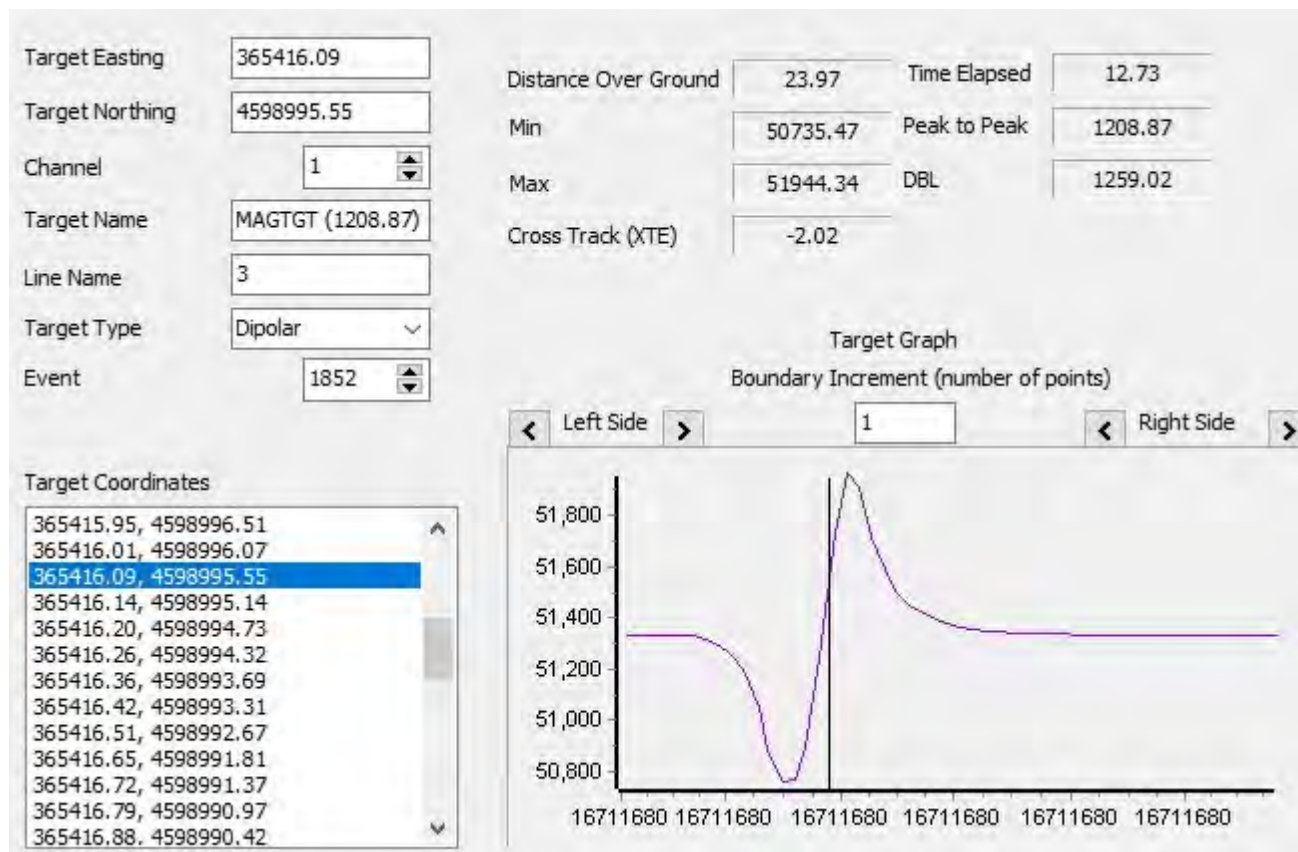 Target Easting 365416.09
Target Northing 4598995.55
Channel 1
Target Name MAGTGT (1208.87)
Line Name 3
Target Type Dipolar
Event 1852
Distance Over Ground 23.97 Time Elapsed 12.73
Min 50735.47 Peak to Peak 1208.87
Max 51944.34 DBL 1259.02
Cross Track (XTE) -2.02
Target Graph
Boundary Increment (number of points)
Left Side 1 Right Side
Target Coordinates
365415.95, 4598996.51
365416.01, 4598996.07
365416.09, 4598995.55
365416.14, 4598995.14
365416.20, 4598994.73
365416.26, 4598994.32
365416.36, 4598993.69
365416.42, 4598993.31
365416.51, 4598992.67
365416.65, 4598991.81
365416.72, 4598991.37
365416.79, 4598990.97
365416.88, 4598990.42
51,800
51,600
51,400
51,200
51,000
50,800
16711680 16711680 16711680 16711680 16711680 16711680